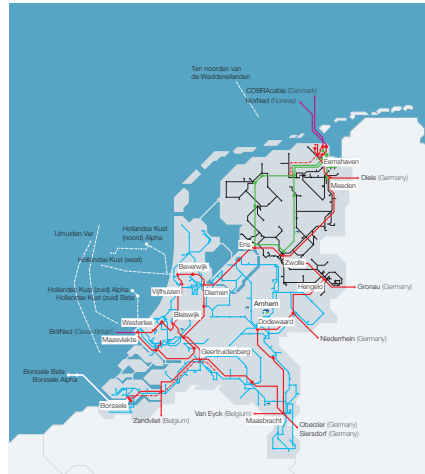 Ten noorden van
de Waddeneilanden
COBRAcable (Denmark)
NorNed (Norway)
Eemshaven
Diele (Germany)
Meeden
IJmuiden Ver
Hollandse Kust
(noord) Alpha
Ens
Hollandse Kust (west)
Zwolle
Beverwijk
Hengelo
Gronau (Germany)
Hollandse Kust (zuid) Alpha
Hollandse Kust (zuid) Beta
Vijfhuizen
Diemen
Arnhem
Bleiswijk
Westerlee
Dodewaard
BritNed (Great-Britain)
Maasvlakte
Niederrhein (Germany)
Geertruidenberg
Borssele Beta
Borssele Alpha
Borssele
Van Eyck (Belgium)
Zandvliet (Belgium)
Maasbracht
Oberzier (Germany)
Siersdorf (Germany)